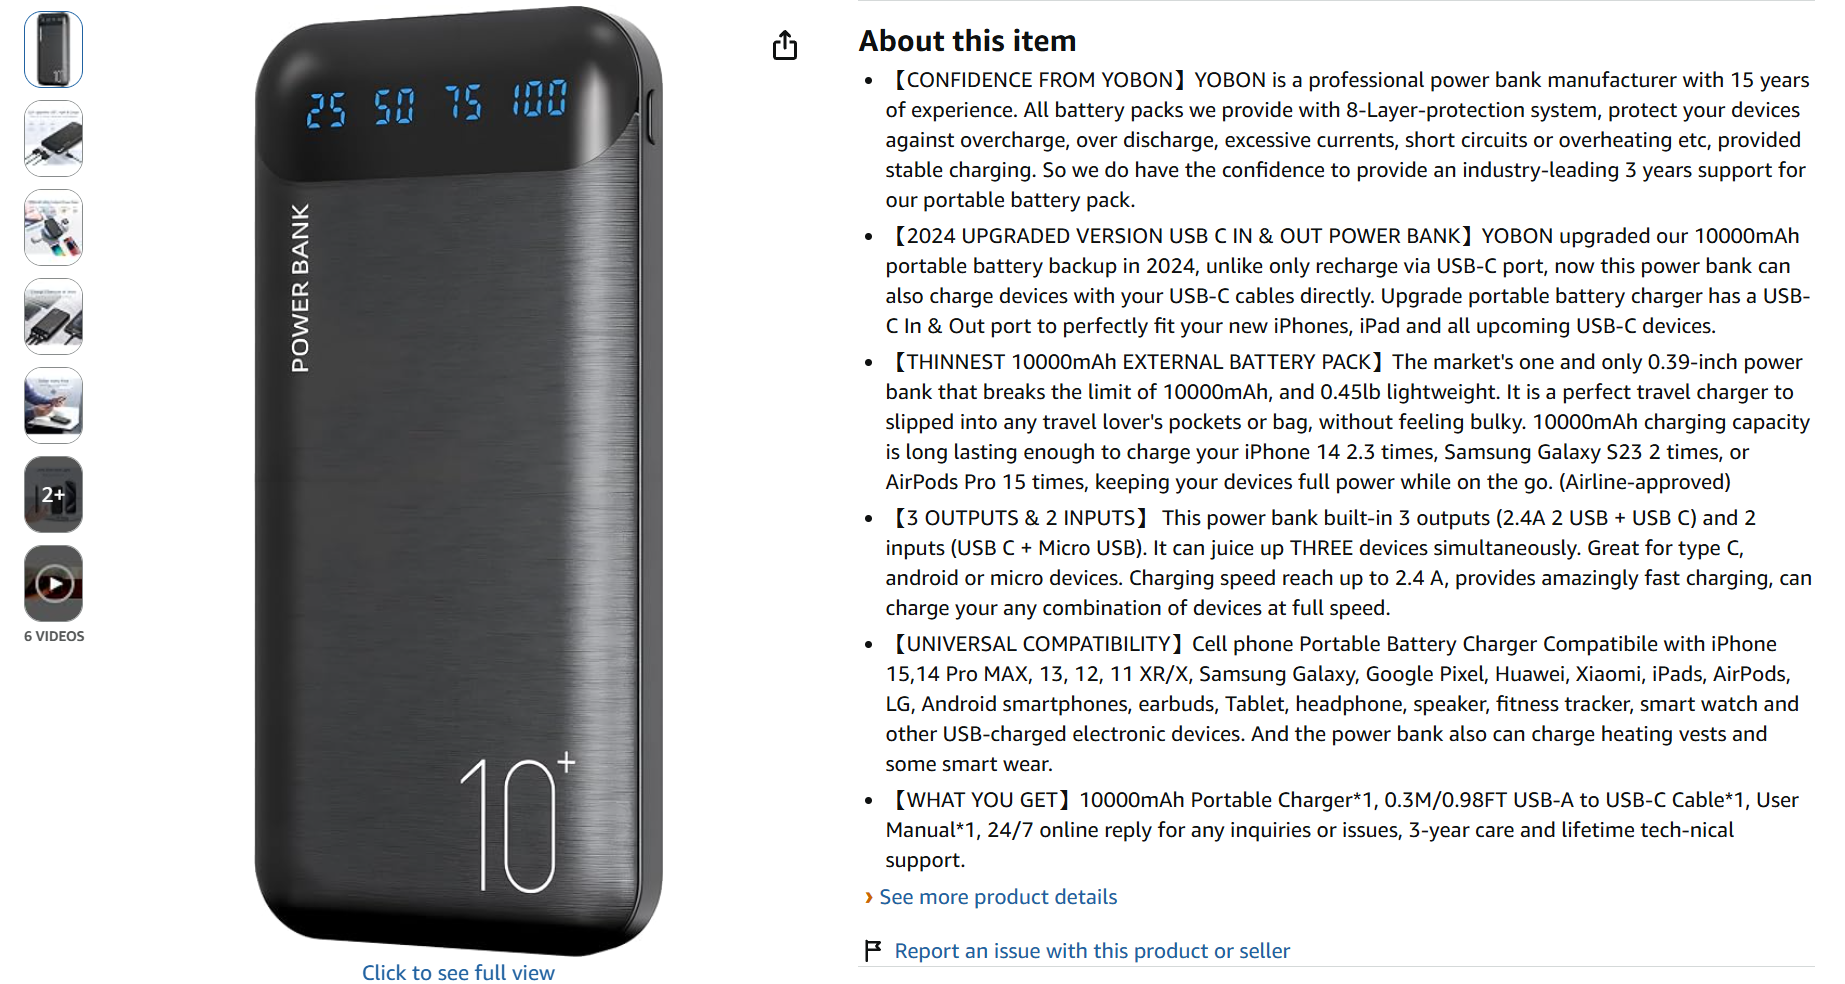 25 50 75 100
POWER BANK
10+
2+
6 VIDEOS
Click to see full view
About this item
【CONFIDENCE FROM YOBON】YOBON is a professional power bank manufacturer with 15 years
of experience. All battery packs we provide with 8-Layer-protection system, protect your devices
against overcharge, over discharge, excessive currents, short circuits or overheating etc, provided
stable charging. So we do have the confidence to provide an industry-leading 3 years support for
our portable battery pack.
【2024 UPGRADED VERSION USB C IN & OUT POWER BANK】YOBON upgraded our 10000mAh
portable battery backup in 2024, unlike only recharge via USB-C port, now this power bank can
also charge devices with your USB-C cables directly. Upgrade portable battery charger has a USB-
C In & Out port to perfectly fit your new iPhones, iPad and all upcoming USB-C devices.
【THINNEST 10000mAh EXTERNAL BATTERY PACK】The market's one and only 0.39-inch power
bank that breaks the limit of 10000mAh, and 0.45lb lightweight. It is a perfect travel charger to
slipped into any travel lover's pockets or bag, without feeling bulky. 10000mAh charging capacity
is long lasting enough to charge your iPhone 14 2.3 times, Samsung Galaxy S23 2 times, or
AirPods Pro 15 times, keeping your devices full power while on the go. (Airline-approved)
【3 OUTPUTS & 2 INPUTS】 This power bank built-in 3 outputs (2.4A 2 USB + USB C) and 2
inputs (USB C + Micro USB). It can juice up THREE devices simultaneously. Great for type C,
android or micro devices. Charging speed reach up to 2.4 A, provides amazingly fast charging, can
charge your any combination of devices at full speed.
【UNIVERSAL COMPATIBILITY】Cell phone Portable Battery Charger Compatibile with iPhone
15,14 Pro MAX, 13, 12, 11 XR/X, Samsung Galaxy, Google Pixel, Huawei, Xiaomi, iPads, AirPods,
LG, Android smartphones, earbuds, Tablet, headphone, speaker, fitness tracker, smart watch and
other USB-charged electronic devices. And the power bank also can charge heating vests and
some smart wear.
【WHAT YOU GET】10000mAh Portable Charger*1, 0.3M/0.98FT USB-A to USB-C Cable*1, User
Manual*1, 24/7 online reply for any inquiries or issues, 3-year care and lifetime tech-nical
support.
› See more product details
Report an issue with this product or seller